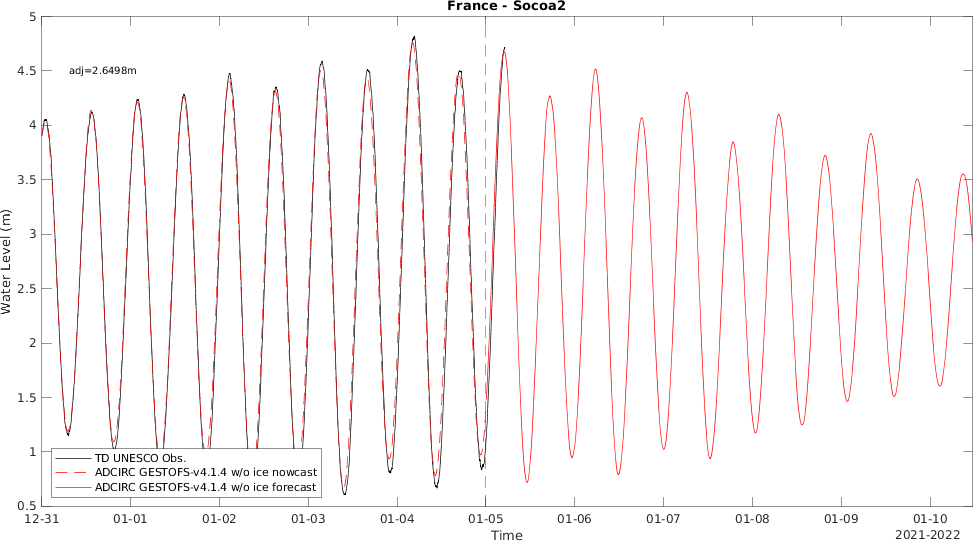 France - Socoa2
adj=2.6498m
Water Level (m)
5
4.5
4
3.5
3
2.5
2
1.5
1
0.5
TD UNESCO Obs.
ADCIRC GESTOFS-v4.1.4 w/o ice nowcast
ADCIRC GESTOFS-v4.1.4 w/o ice forecast
12-31 01-01 01-02 01-03 01-04 01-05 01-06 01-07 01-08 01-09 01-10
Time
2021-2022